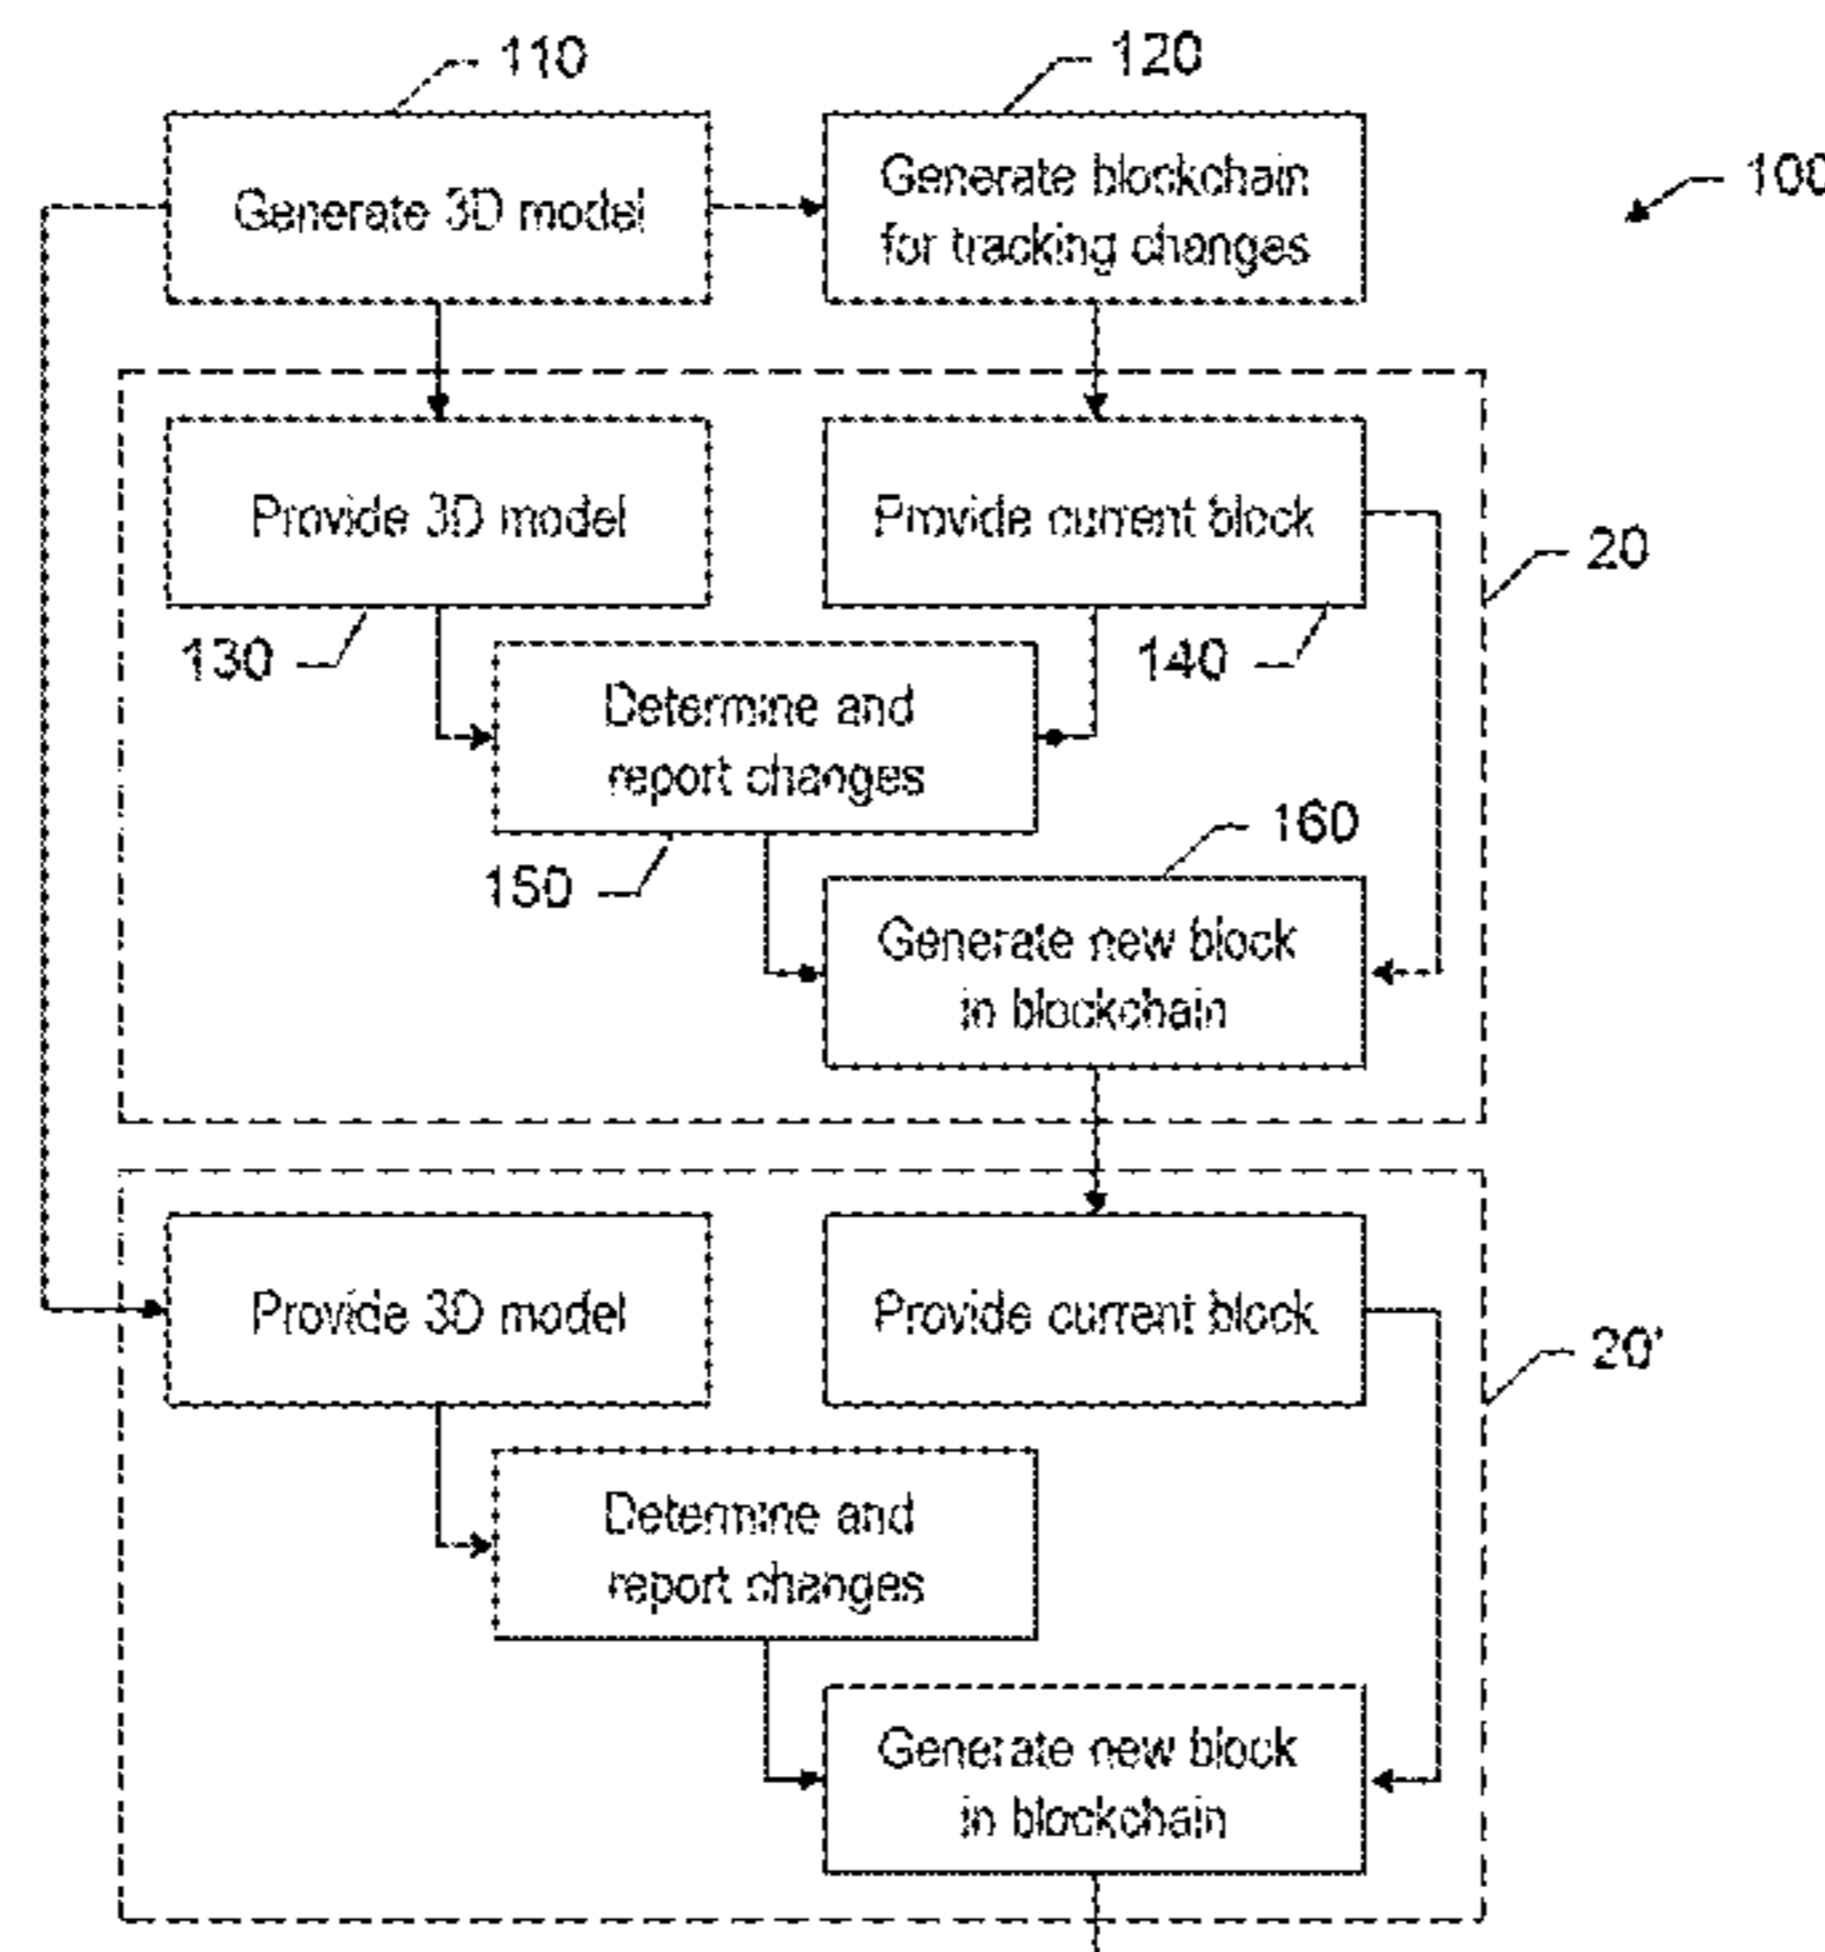 110
120
Generate 3D model
Generate blockchain
for tracking changes
100
Provide 3D model
Provide current block
20
130
140
Determine and
report changes
150
160
Generate new block
in blockchain
Provide 3D model
Provide current block
20'
Determine and
report changes
Generate new block
in blockchain